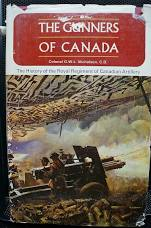 THE GUNNERS
OF CANADA
Colonel G.W.L. Nicholson, C.D.
The History of the Royal Regiment of Canadian Artillery